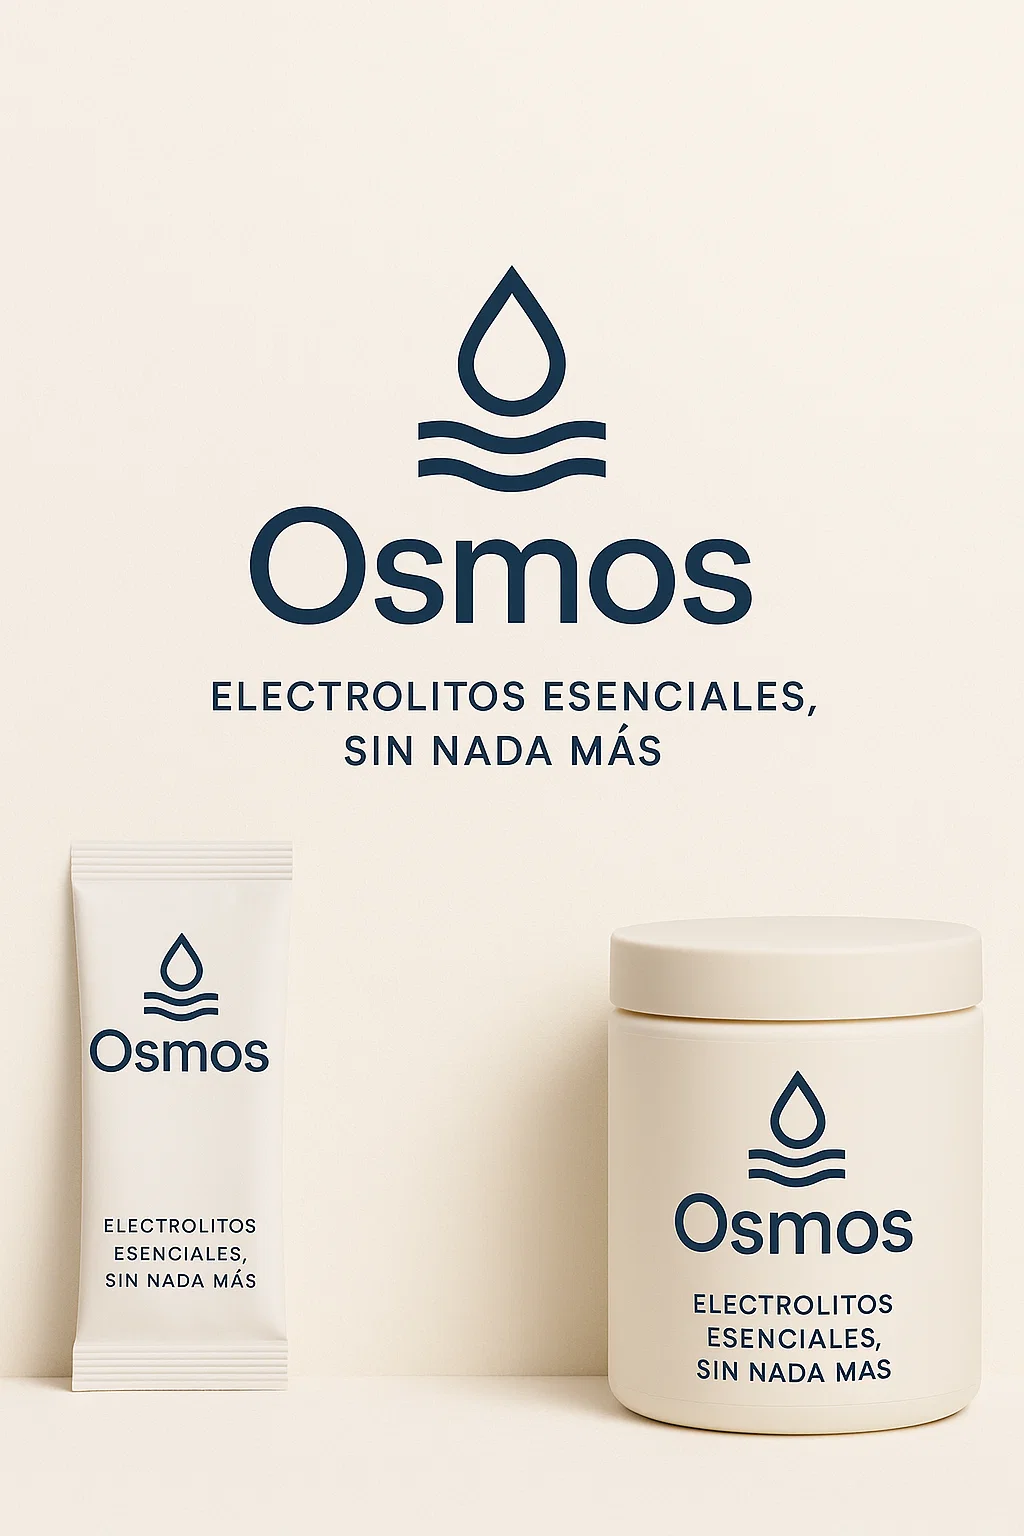 Osmos
ELECTROLITOS ESENCIALES,
SIN NADA MÁS
Osmos
ELECTROLITOS
ESENCIALES,
SIN NADA MÁS
Osmos
ELECTROLITOS
ESENCIALES,
SIN NADA MAS